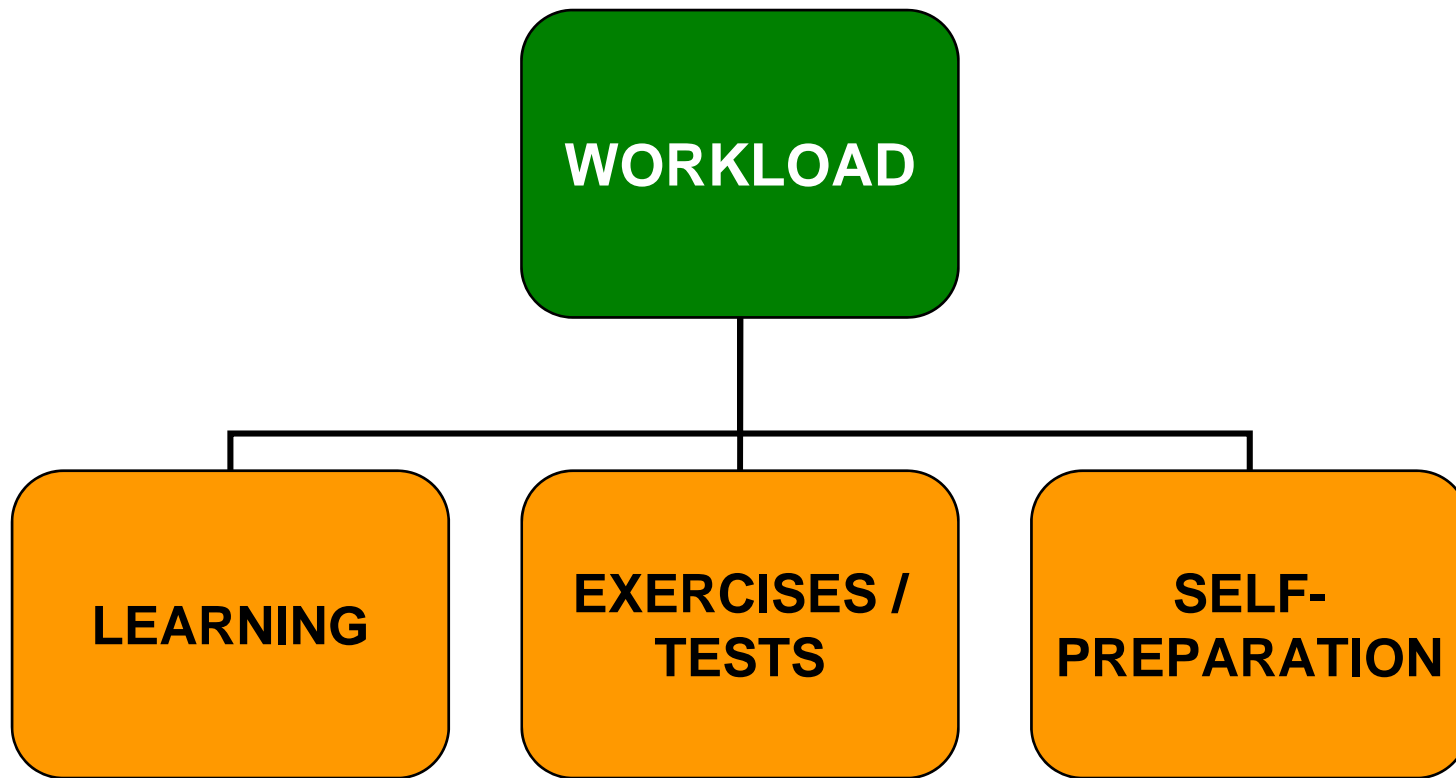 WORKLOAD
LEARNING
EXERCISES /
TESTS
SELF-
PREPARATION